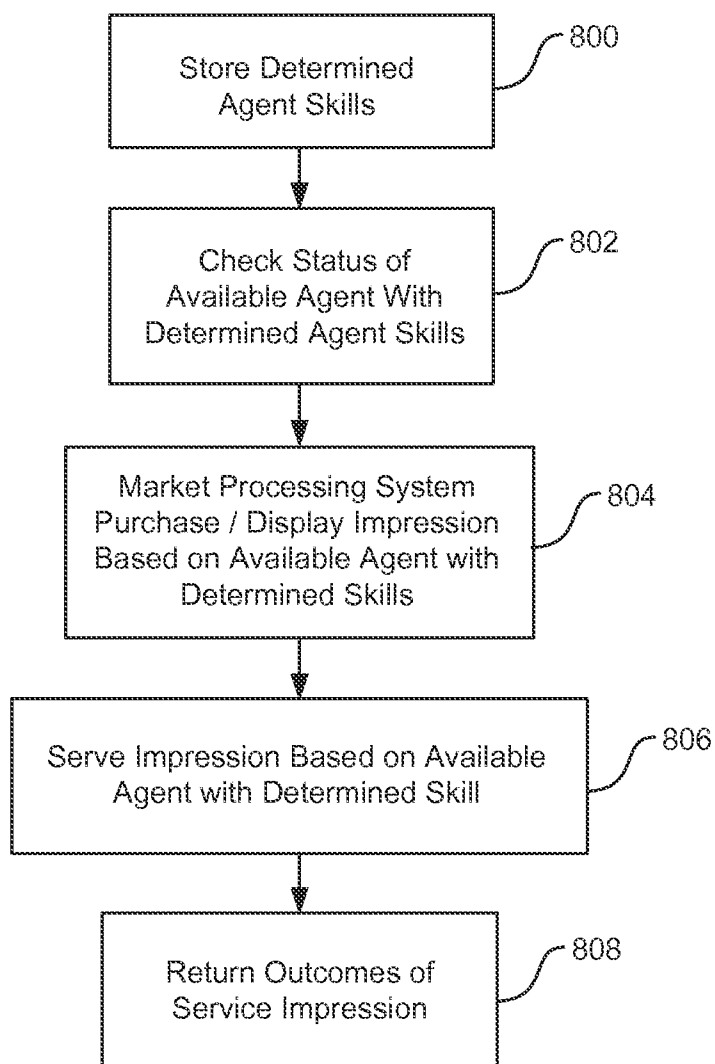 Store Determined
Agent Skills
800
Check Status of
Available Agent With
Determined Agent Skills
802
Market Processing System
Purchase / Display Impression
Based on Available Agent with
Determined Skills
804
Serve Impression Based on Available
Agent with Determined Skill
806
Return Outcomes of
Service Impression
808